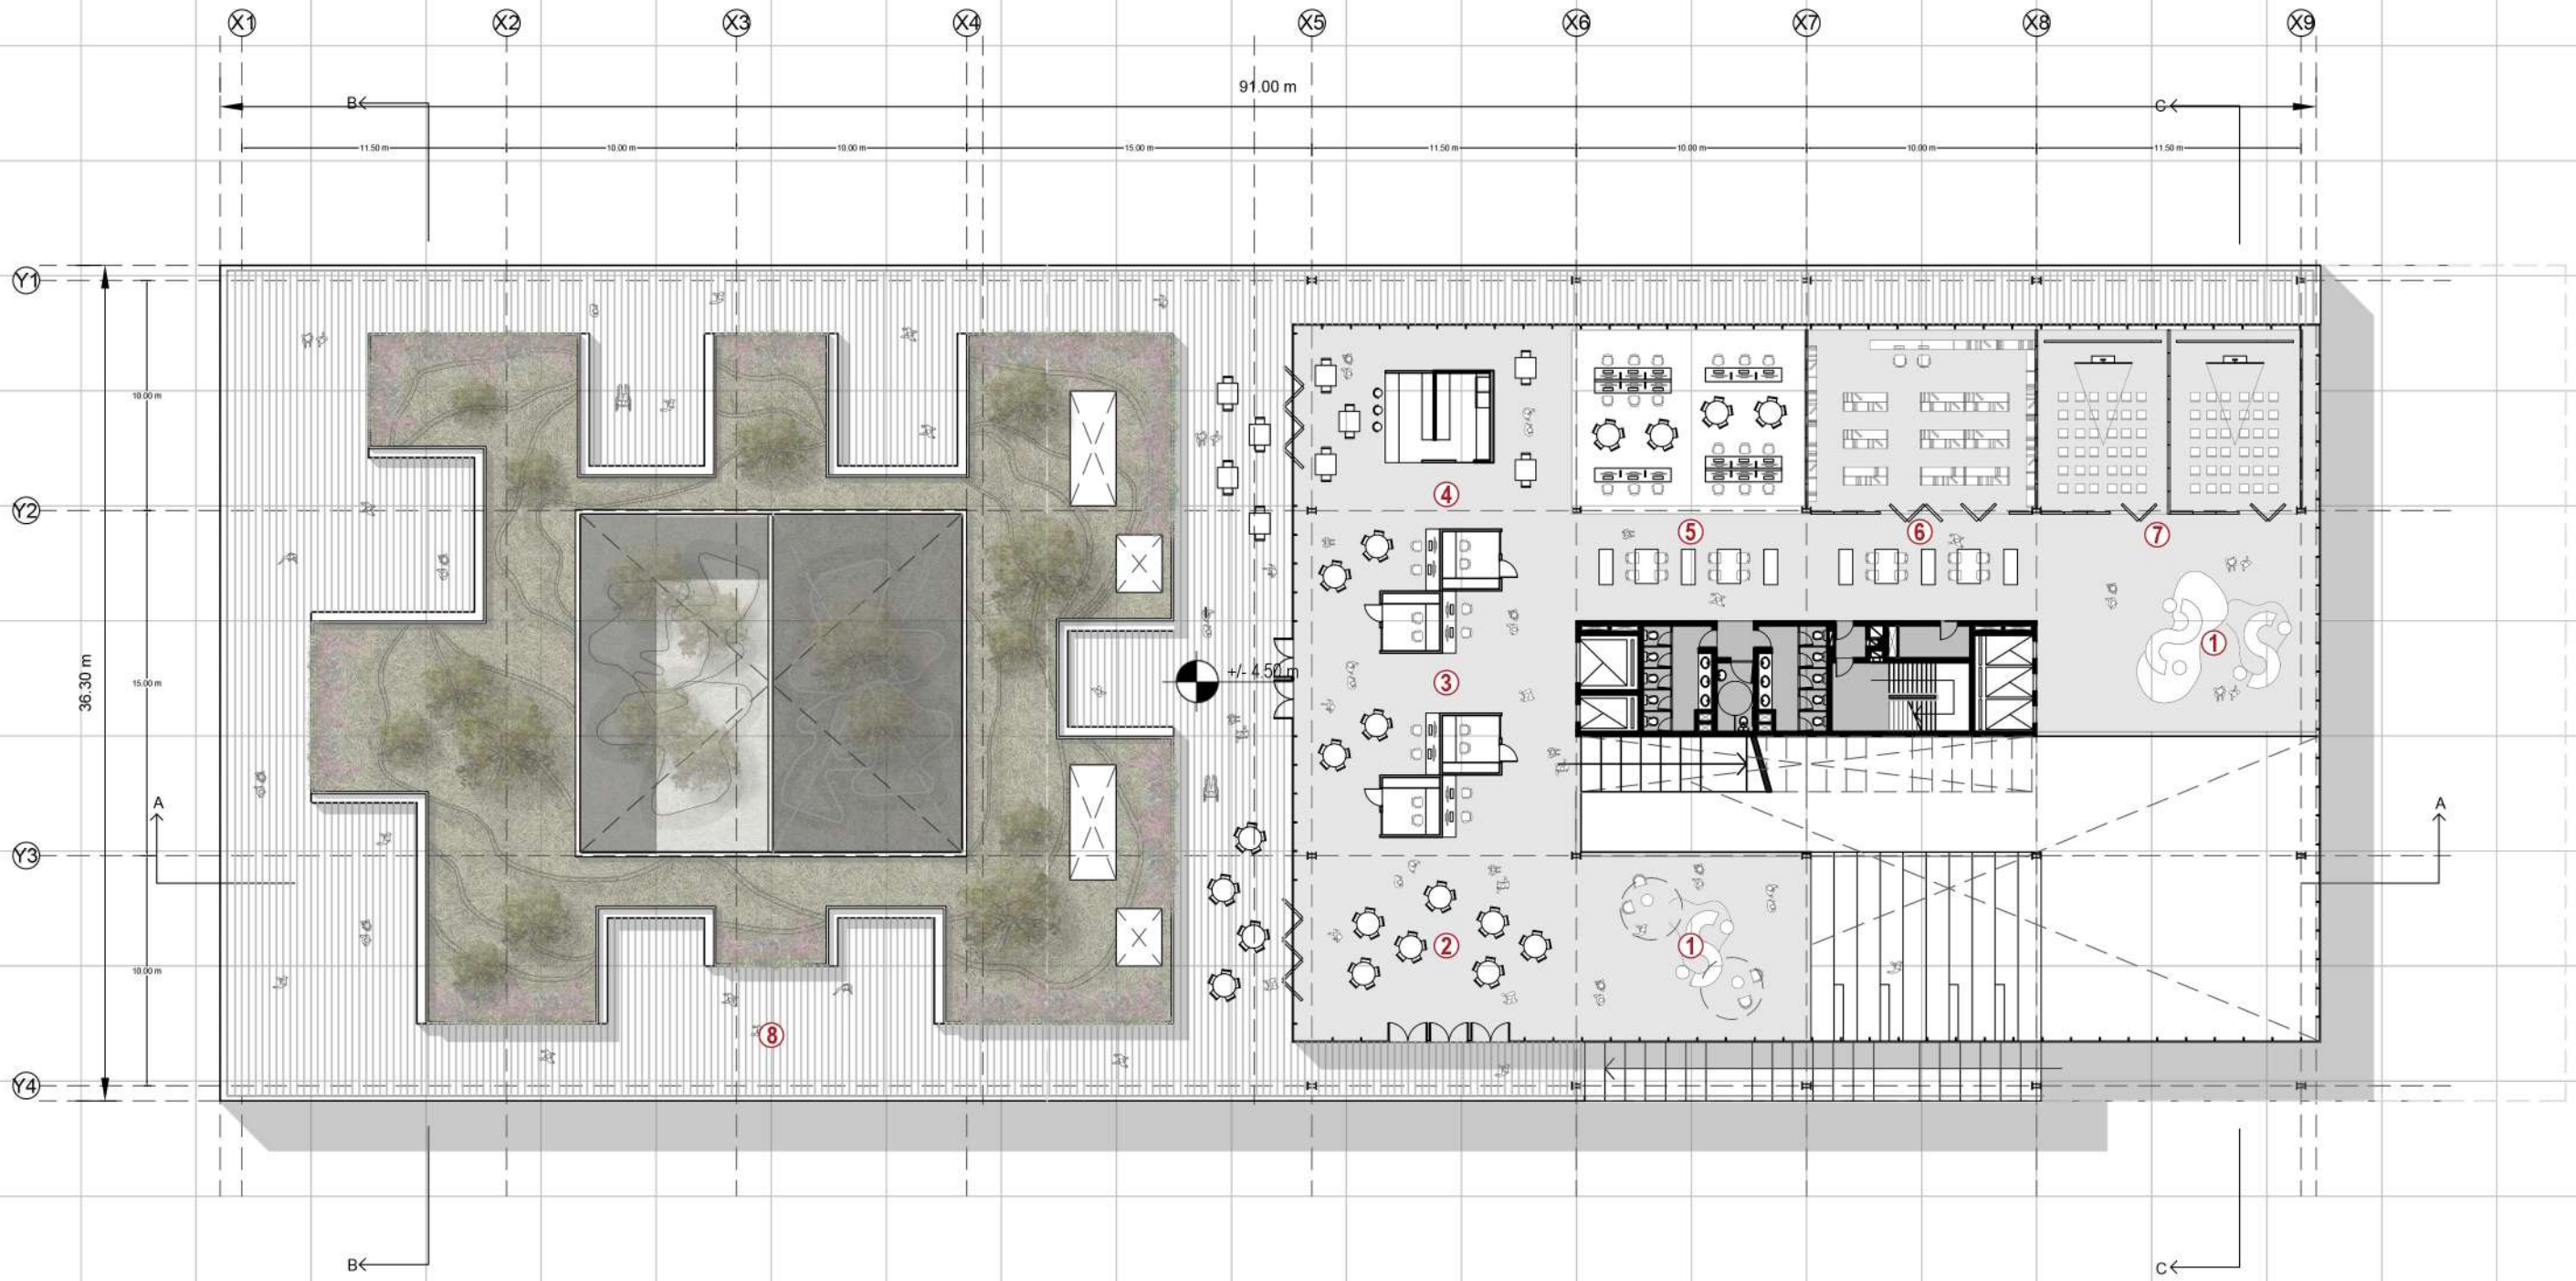 X1 X2 X3 X4 X5 X6 X7 X8 X9
91.00 m
B C
11.50 m 10.00 m 10.00 m 15.00 m 11.50 m 10.00 m 10.00 m 11.50 m
Y1
10.00 m
4
Y2
5 6 7
1
+/- 4.50 m
36.30 m
15.00 m
3
A A
Y3
2 1
10.00 m
8
Y4
B C